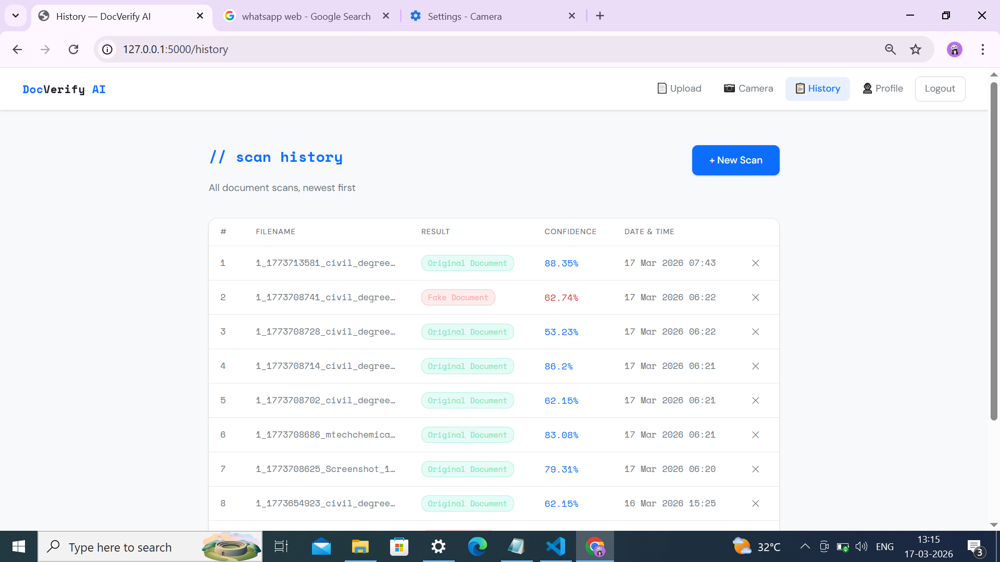 History — DocVerify AI
whatsapp web - Google Search
Settings - Camera
127.0.0.1:5000/history
DocVerify AI
Upload
Camera
History
Profile
Logout
// scan history
+ New Scan
All document scans, newest first
# FILENAME RESULT CONFIDENCE DATE & TIME
1 1_1773713581_civil_degree… Original Document 88.35% 17 Mar 2026 07:43
2 1_1773708741_civil_degree… Fake Document 62.74% 17 Mar 2026 06:22
3 1_1773708728_civil_degree… Original Document 53.23% 17 Mar 2026 06:22
4 1_1773708714_civil_degree… Original Document 86.2% 17 Mar 2026 06:21
5 1_1773708702_civil_degree… Original Document 62.15% 17 Mar 2026 06:21
6 1_1773708686_mtechchemica… Original Document 83.08% 17 Mar 2026 06:21
7 1_1773708625_Screenshot_1… Original Document 79.31% 17 Mar 2026 06:20
8 1_1773654923_civil_degree… Original Document 62.15% 16 Mar 2026 15:25
Type here to search
32°C
ENG
13:15
17-03-2026
3